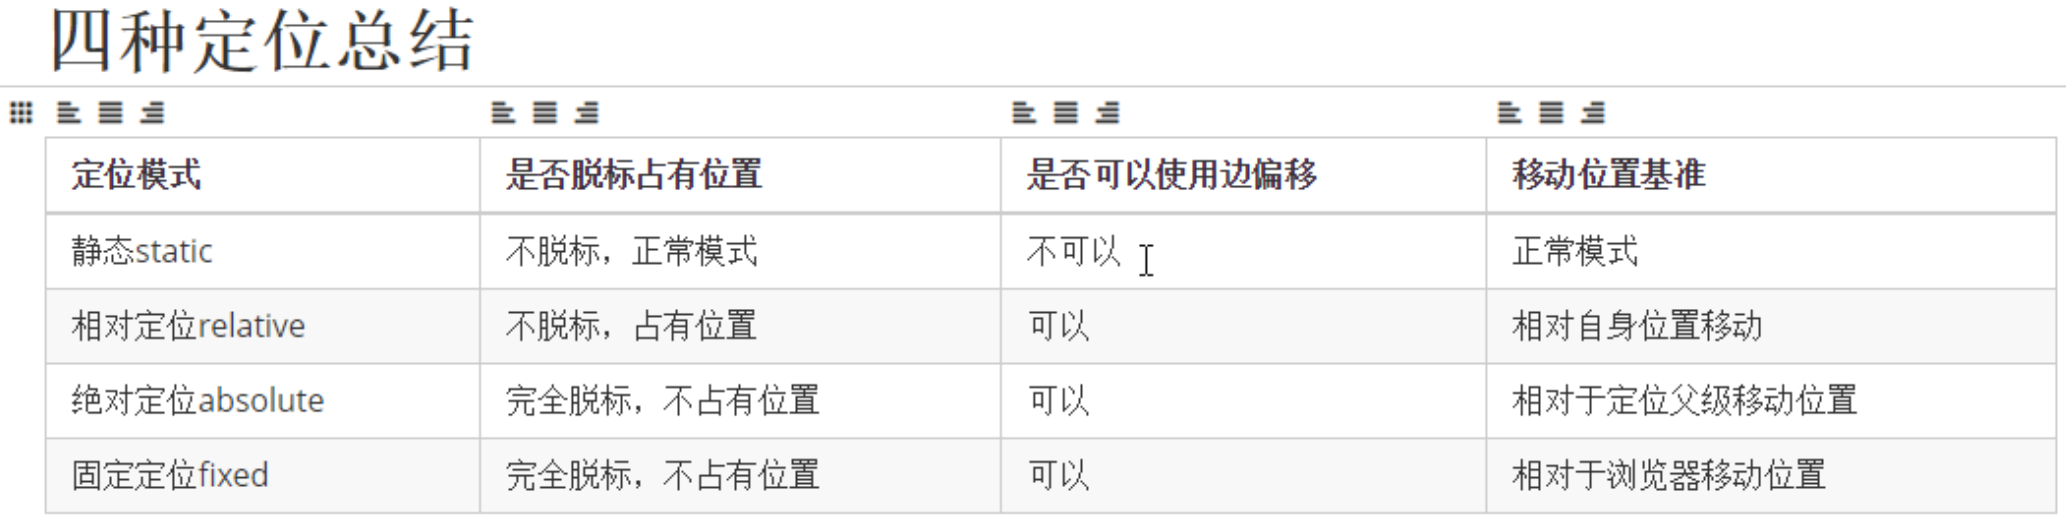 四种定位总结
定位模式 是否脱标占有位置 是否可以使用边偏移 移动位置基准
静态static 不脱标，正常模式 不可以 正常模式
相对定位relative 不脱标，占有位置 可以 相对自身位置移动
绝对定位absolute 完全脱标，不占有位置 可以 相对于定位父级移动位置
固定定位fixed 完全脱标，不占有位置 可以 相对于浏览器移动位置